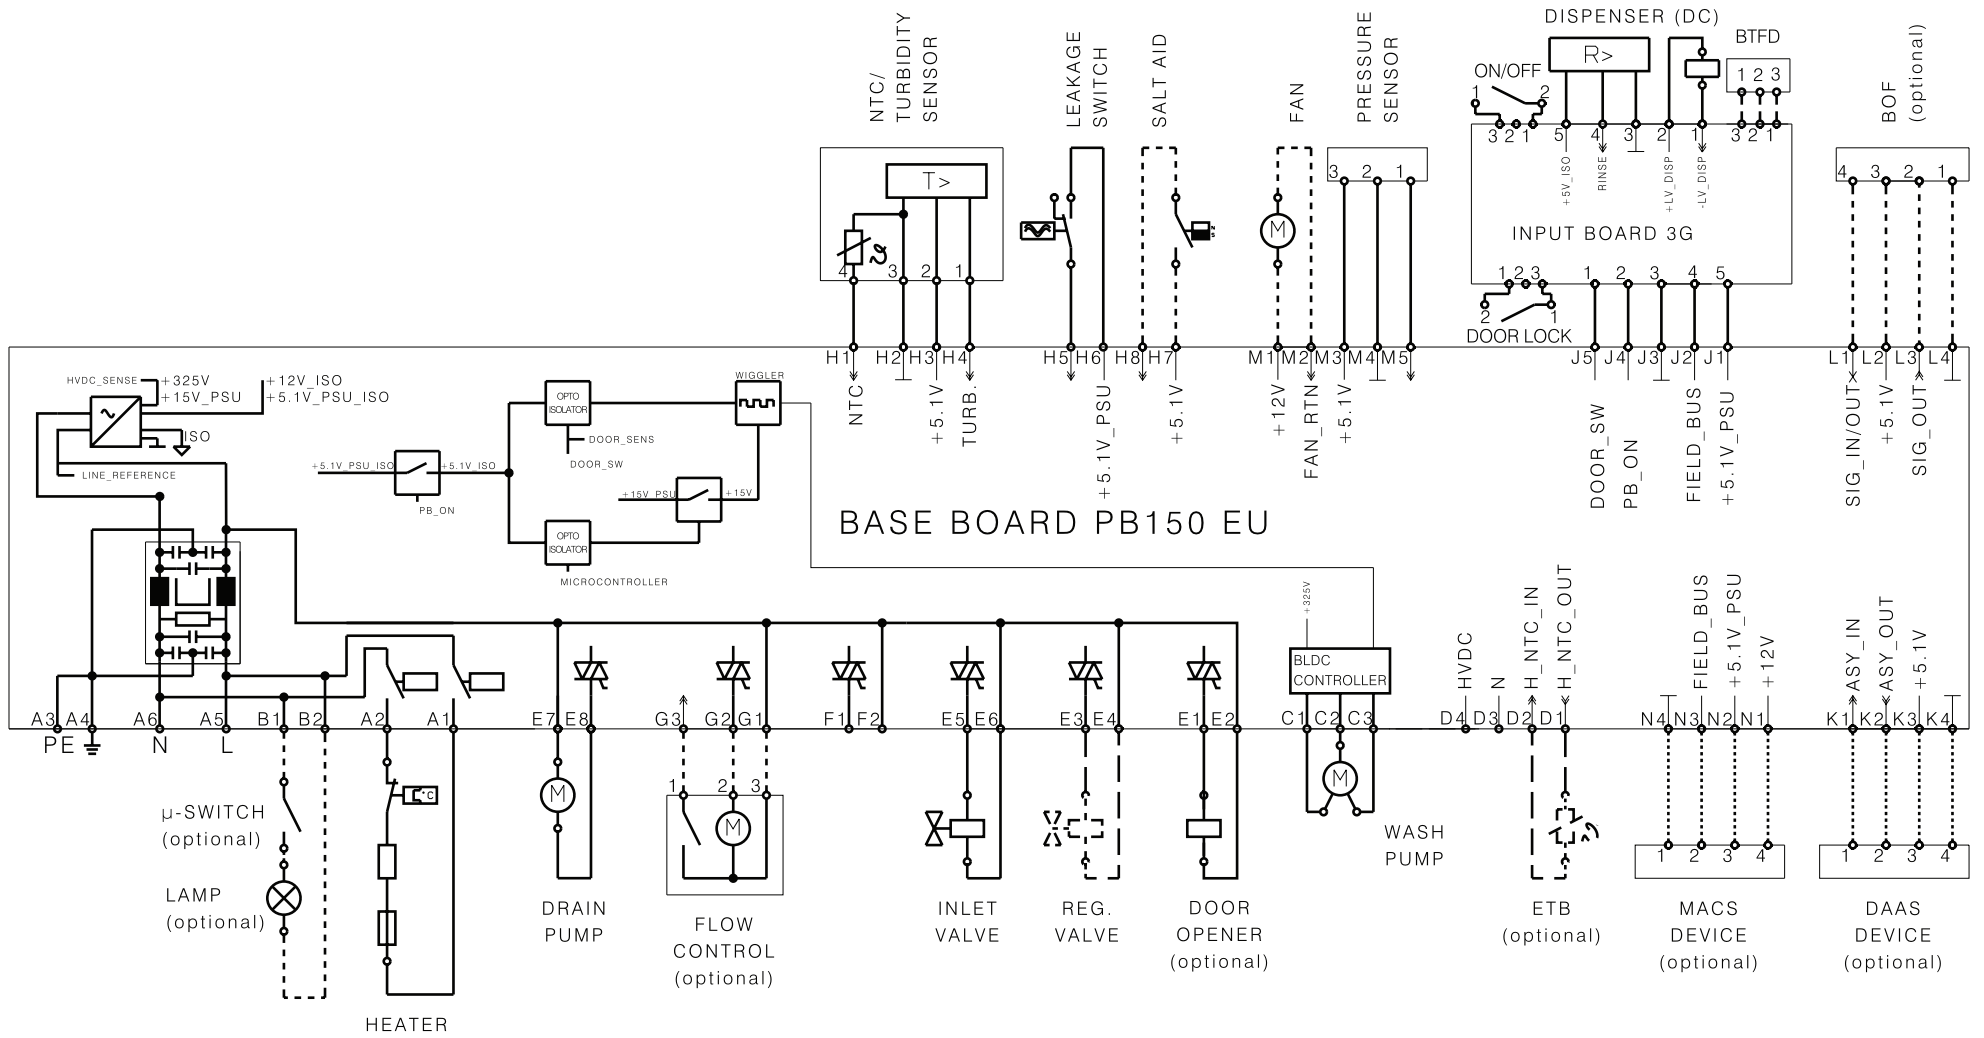 DISPENSER (DC)
BTFD
ON/OFF
R>
1 2 3
1 2
3 2 1 5 4 3 2 1 3 2 1
+5V_ISO
RINSE
+LV_DISP
-LV_DISP
INPUT BOARD 3G
1 2 3 1 2 3 4 5
2 1
DOOR LOCK
NTC/
TURBIDITY
SENSOR
T>
4 3 2 1
LEAKAGE
SWITCH
SALT AID
N
S
FAN
M
PRESSURE
SENSOR
3 2 1
BOF
(optional)
4 3 2 1
H1 H2 H3 H4 H5 H6 H8 H7 M1 M2 M3 M4 M5 J5 J4 J3 J2 J1 L1 L2 L3 L4
NTC
+5.1V
TURB.
+5.1V_PSU
+5.1V
+12V
FAN_RTN
+5.1V
DOOR_SW
PB_ON
FIELD_BUS
+5.1V_PSU
SIG_IN/OUT
+5.1V
SIG_OUT
HVDC_SENSE
+325V
+15V_PSU
+12V_ISO
+5.1V_PSU_ISO
~
ISO
LINE_REFERENCE
+5.1V_PSU_ISO
+5.1V_ISO
PB_ON
OPTO
ISOLATOR
DOOR_SENS
DOOR_SW
WIGGLER
+15V_PSU
+15V
OPTO
ISOLATOR
MICROCONTROLLER
BASE BOARD PB150 EU
+325V
BLDC
CONTROLLER
HVDC
N
H_NTC_IN
H_NTC_OUT
FIELD_BUS
+5.1V_PSU
+12V
ASY_IN
ASY_OUT
+5.1V
A3 A4 A6 A5 B1 B2 A2 A1 E7 E8 G3 G2 G1 F1 F2 E5 E6 E3 E4 E1 E2 C1 C2 C3 D4 D3 D2 D1 N4 N3 N2 N1 K1 K2 K3 K4
PE N L
µ-SWITCH
(optional)
LAMP
(optional)
°C
HEATER
M
DRAIN
PUMP
1 2 3
M
FLOW
CONTROL
(optional)
INLET
VALVE
REG.
VALVE
DOOR
OPENER
(optional)
M
WASH
PUMP
ETB
(optional)
1 2 3 4
MACS
DEVICE
(optional)
1 2 3 4
DAAS
DEVICE
(optional)